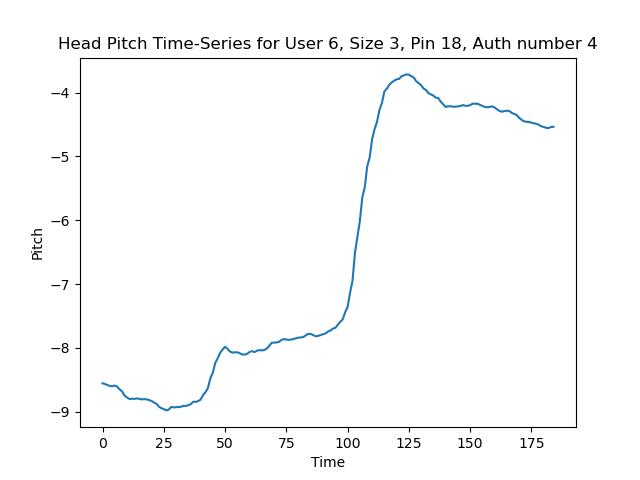 Head Pitch Time-Series for User 6, Size 3, Pin 18, Auth number 4
−4
−5
−6
−7
−8
−9
Pitch
0 25 50 75 100 125 150 175
Time